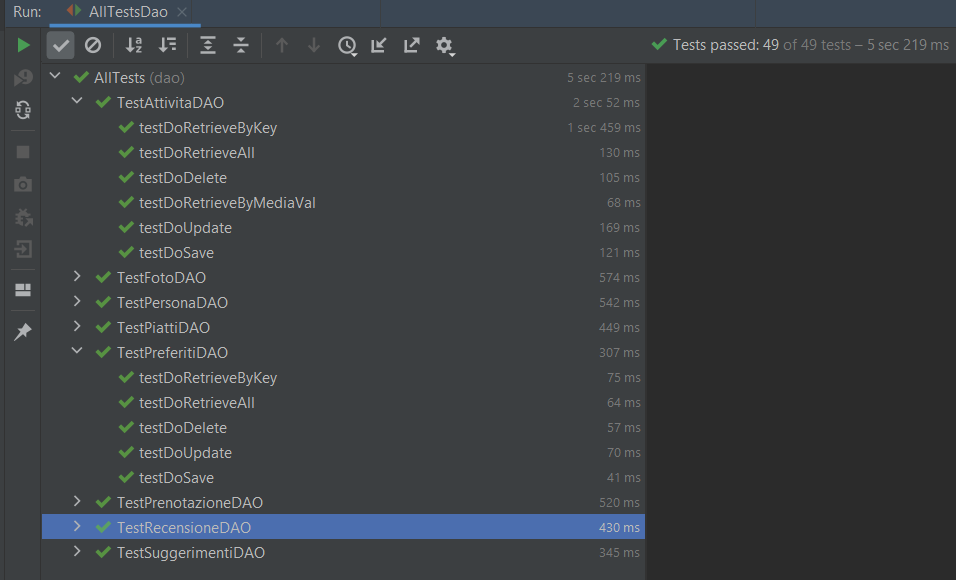 Run: AllTestsDao
Tests passed: 49 of 49 tests – 5 sec 219 ms
AllTests (dao) 5 sec 219 ms
TestAttivitaDAO 2 sec 52 ms
testDoRetrieveByKey 1 sec 459 ms
testDoRetrieveAll 130 ms
testDoDelete 105 ms
testDoRetrieveByMediaVal 68 ms
testDoUpdate 169 ms
testDoSave 121 ms
TestFotoDAO 574 ms
TestPersonaDAO 542 ms
TestPiattiDAO 449 ms
TestPreferitiDAO 307 ms
testDoRetrieveByKey 75 ms
testDoRetrieveAll 64 ms
testDoDelete 57 ms
testDoUpdate 70 ms
testDoSave 41 ms
TestPrenotazioneDAO 520 ms
TestRecensioneDAO 430 ms
TestSuggerimentiDAO 345 ms